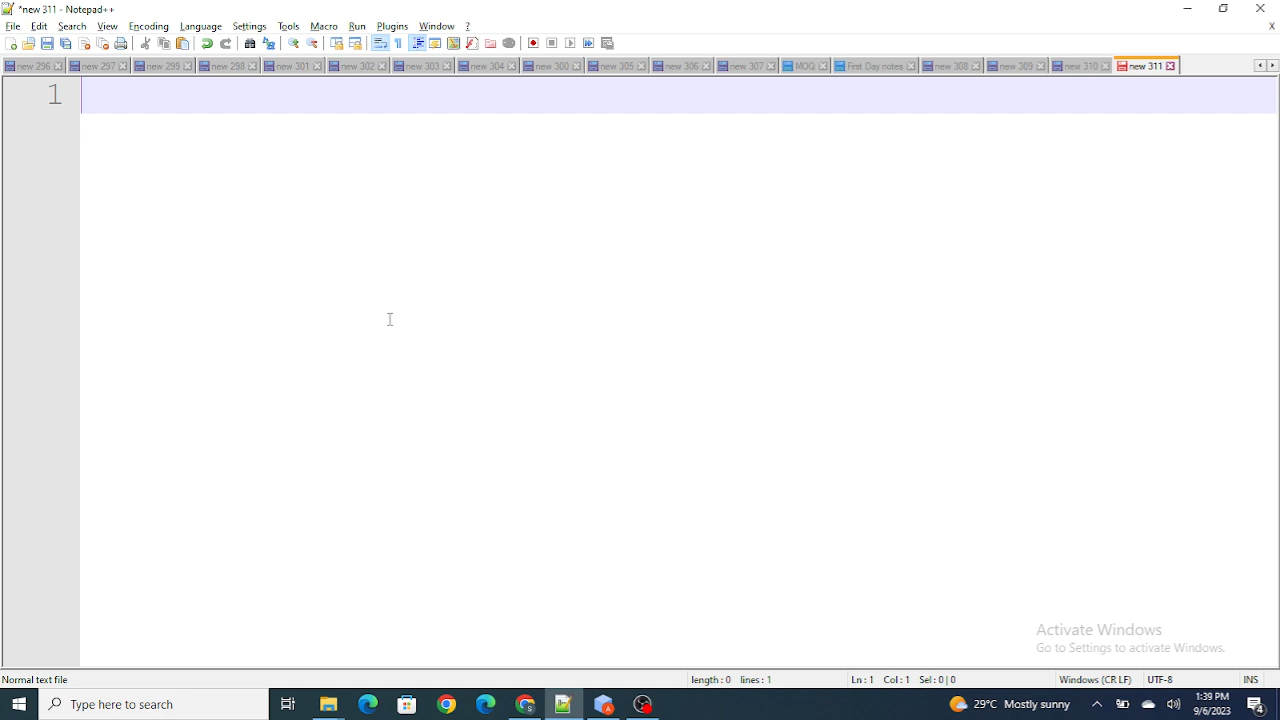 *new 311 - Notepad++
File Edit Search View Encoding Language Settings Tools Macro Run Plugins Window ? X
new 296 new 297 new 299 new 298 new 301 new 302 new 303 new 304 new 300 new 305 new 306 new 307 MOQ First Day notes new 308 new 309 new 310 new 311
1
Activate Windows
Go to Settings to activate Windows.
Normal text file length : 0 lines : 1 Ln : 1 Col : 1 Sel : 0 | 0 Windows (CR LF) UTF-8 INS
Type here to search 29°C Mostly sunny 1:39 PM
9/6/2023 4